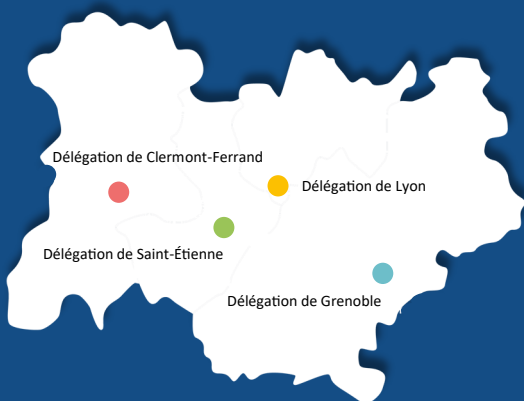 Délégation de Clermont-Ferrand
Délégation de Lyon
Délégation de Saint-Étienne
Délégation de Grenoble